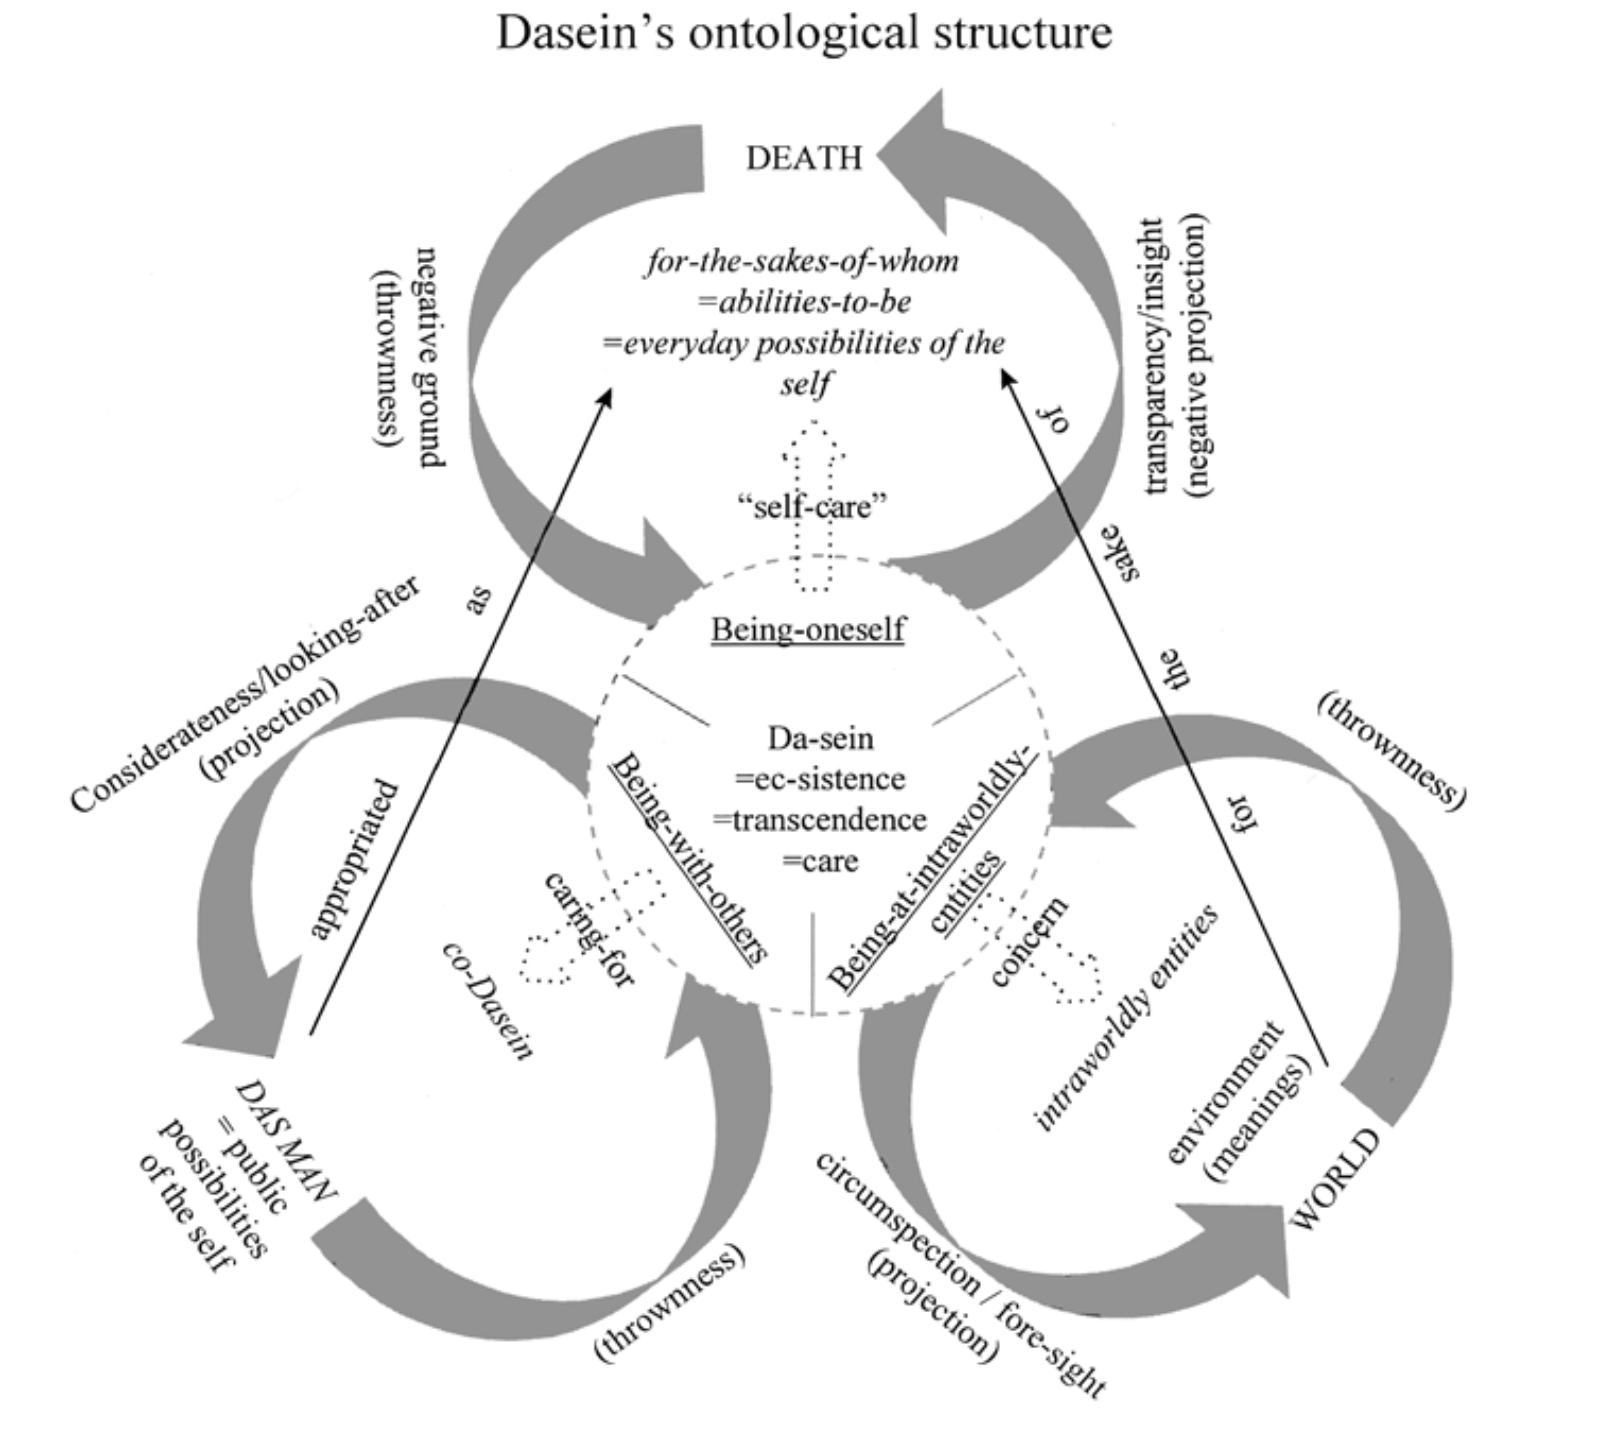 Dasein’s ontological structure
DEATH
for-the-sakes-of-whom
=abilities-to-be
=everyday possibilities of the
self
negative ground
(thrownness)
transparency/insight
(negative projection)
“self-care”
Being-oneself
as
appropriated
of
sake
the
for
Considerateness/looking-after
(projection)
(thrownness)
Da-sein
=ec-sistence
=transcendence
=care
Being-with-others
Being-at-intraworldly-
cntities
caring-for
co-Dasein
concern
intraworldly entities
environment
(meanings)
WORLD
DAS MAN
= public
possibilities
of the self
(thrownness)
circumspection / fore-sight
(projection)